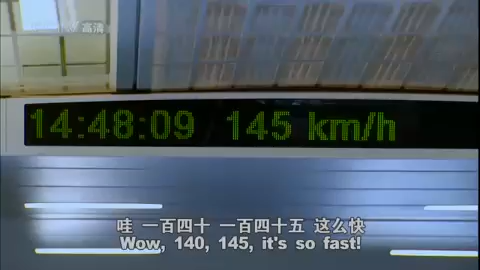 高清
14:48:09 145 km/h
哇 一百四十 一百四十五 这么快
Wow, 140, 145, it's so fast!